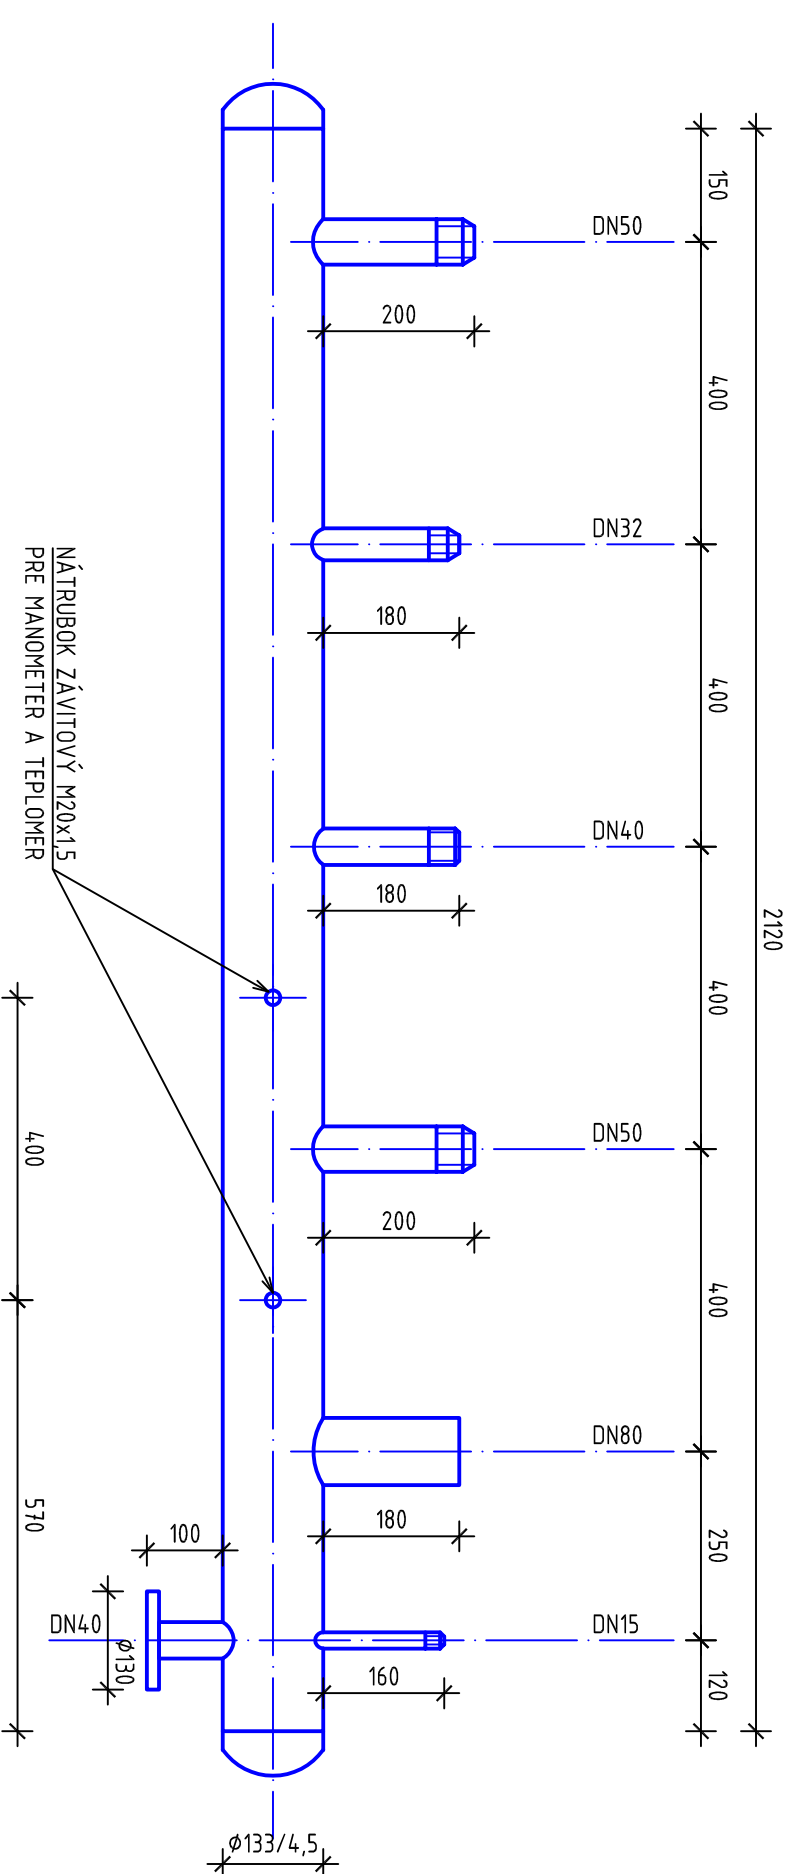 2120
150
400
400
400
400
250
120
DN50
DN32
DN40
DN50
DN80
DN15
200
180
180
200
180
160
NÁTRUBOK ZÁVITOVÝ M20x1,5
PRE MANOMETER A TEPLOMER
400
570
100
DN40
Ø130
Ø133/4,5